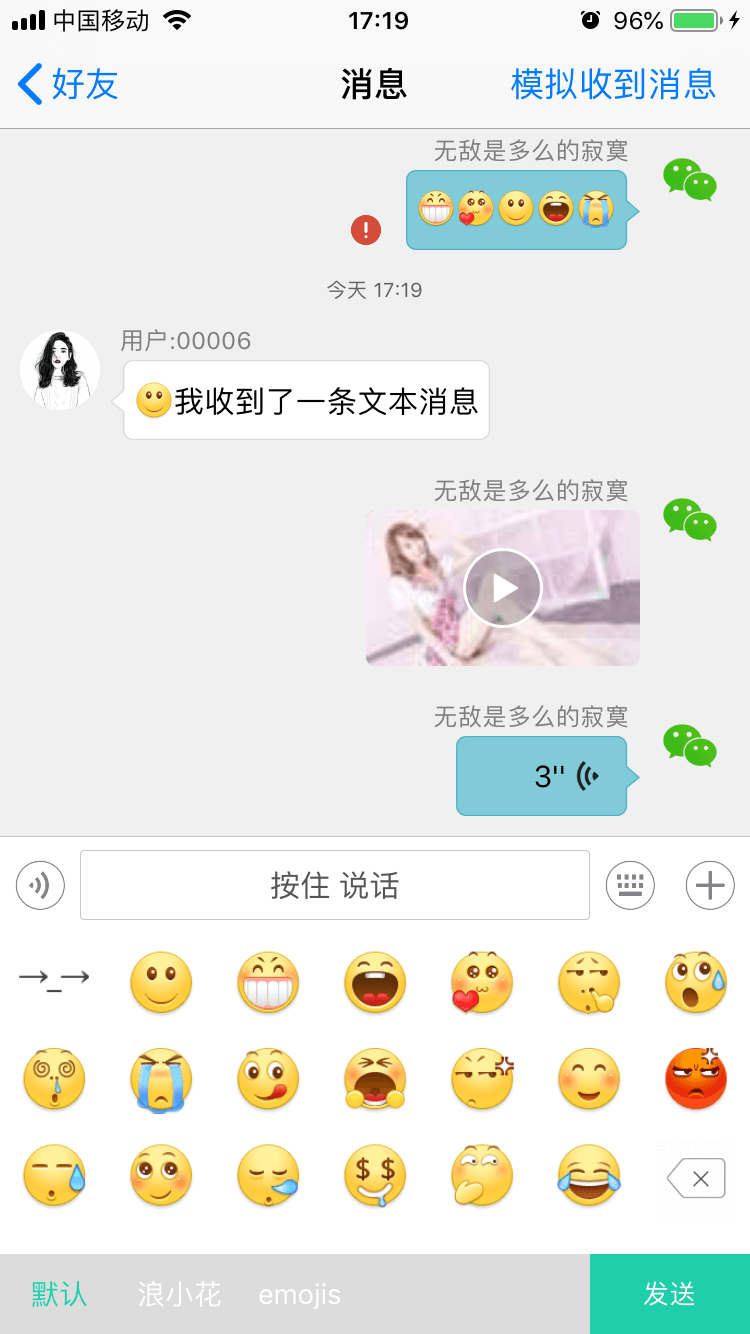 中国移动 17:19 96%
好友 消息 模拟收到消息
无敌是多么的寂寞
今天 17:19
用户:00006
我收到了一条文本消息
无敌是多么的寂寞
无敌是多么的寂寞
3''
按住 说话
→_→
默认 浪小花 emojis 发送